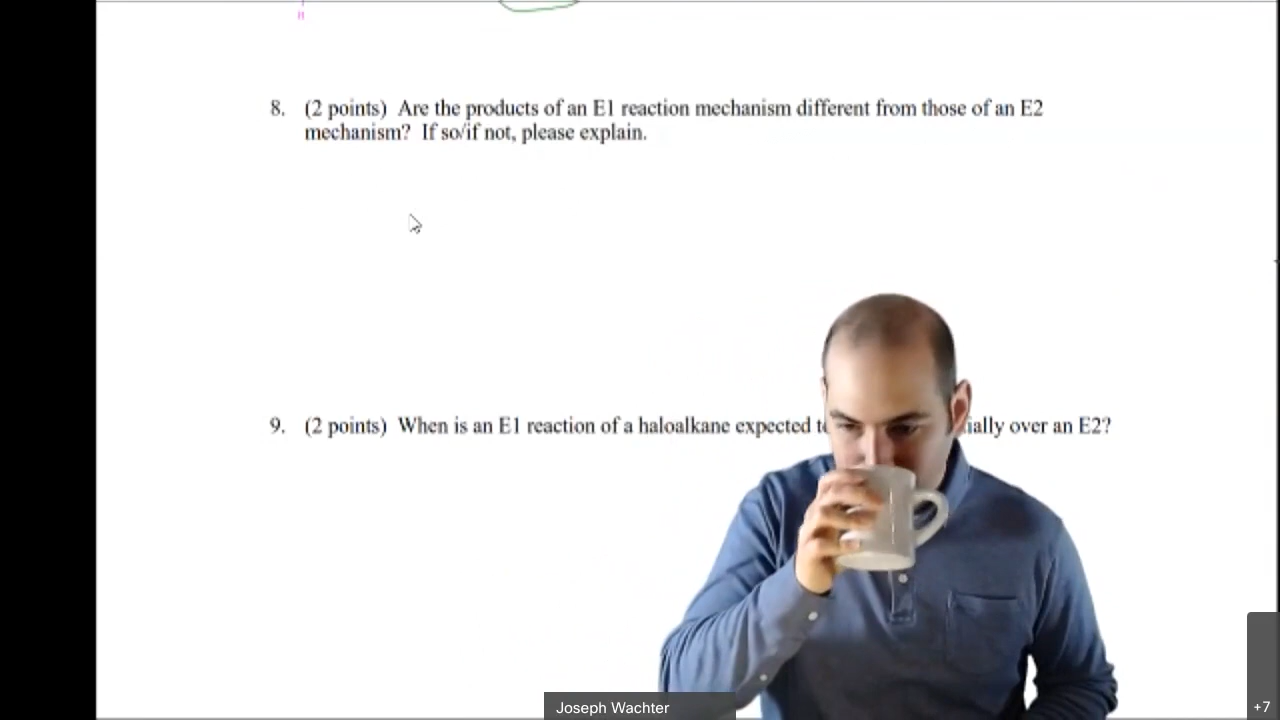 8. (2 points) Are the products of an E1 reaction mechanism different from those of an E2
mechanism? If so/if not, please explain.
9. (2 points) When is an E1 reaction of a haloalkane expected over an E2?
Joseph Wachter
+7